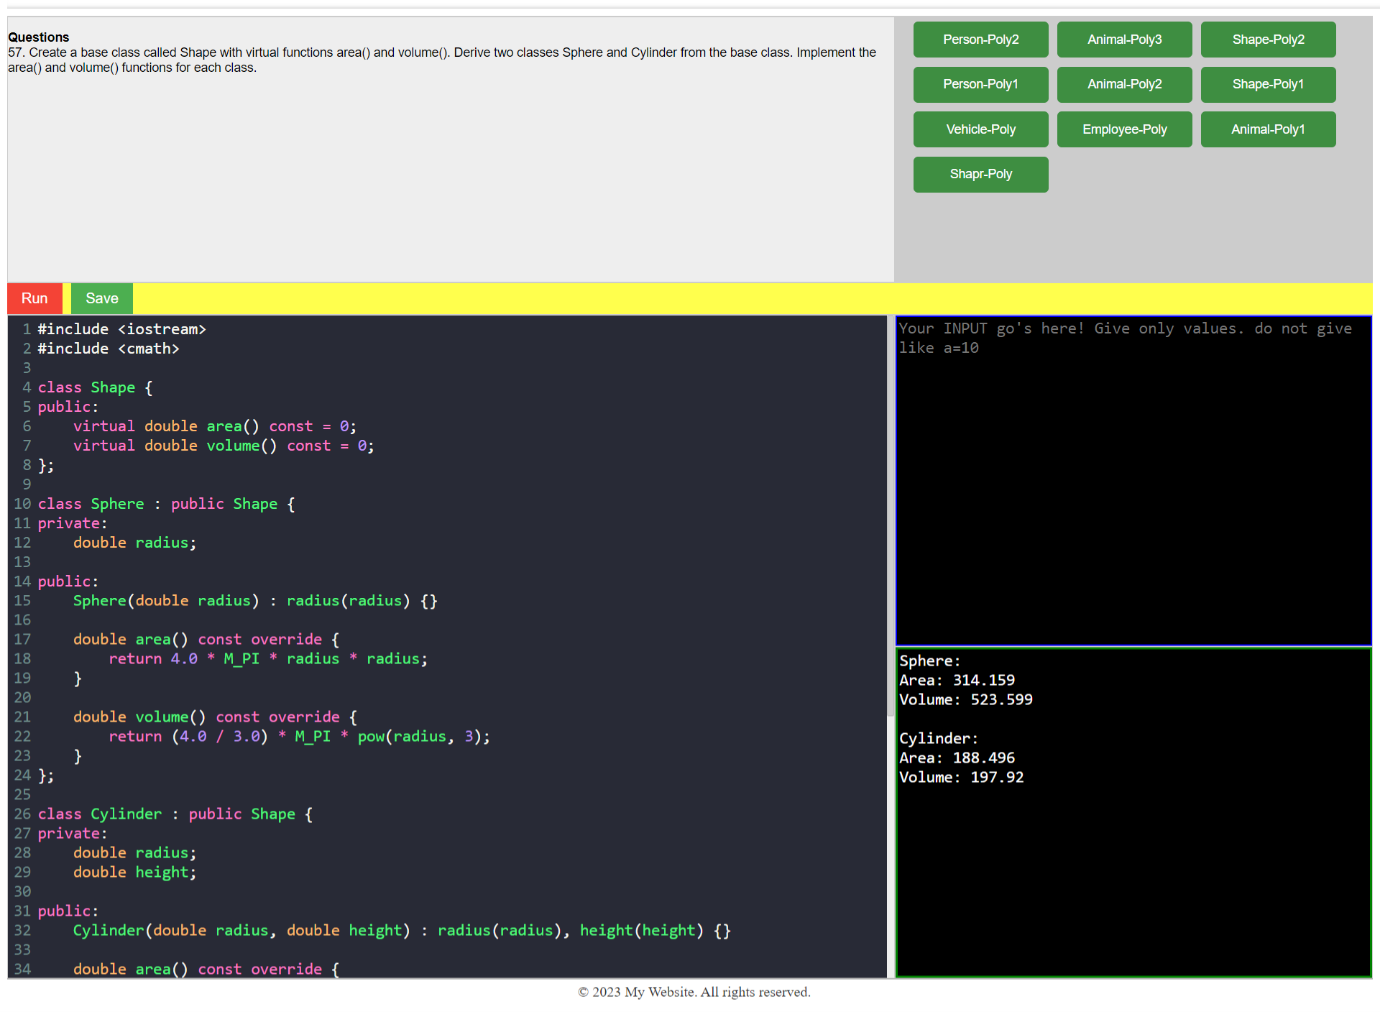 Questions
57. Create a base class called Shape with virtual functions area() and volume(). Derive two classes Sphere and Cylinder from the base class. Implement the
area() and volume() functions for each class.
Person-Poly2 Animal-Poly3 Shape-Poly2
Person-Poly1 Animal-Poly2 Shape-Poly1
Vehicle-Poly Employee-Poly Animal-Poly1
Shapr-Poly
Run Save
1 #include <iostream>
2 #include <cmath>
3
4 class Shape {
5 public:
6     virtual double area() const = 0;
7     virtual double volume() const = 0;
8 };
9
10 class Sphere : public Shape {
11 private:
12     double radius;
13
14 public:
15     Sphere(double radius) : radius(radius) {}
16
17     double area() const override {
18         return 4.0 * M_PI * radius * radius;
19     }
20
21     double volume() const override {
22         return (4.0 / 3.0) * M_PI * pow(radius, 3);
23     }
24 };
25
26 class Cylinder : public Shape {
27 private:
28     double radius;
29     double height;
30
31 public:
32     Cylinder(double radius, double height) : radius(radius), height(height) {}
33
34     double area() const override {
Your INPUT go's here! Give only values. do not give
like a=10
Sphere:
Area: 314.159
Volume: 523.599
Cylinder:
Area: 188.496
Volume: 197.92
© 2023 My Website. All rights reserved.